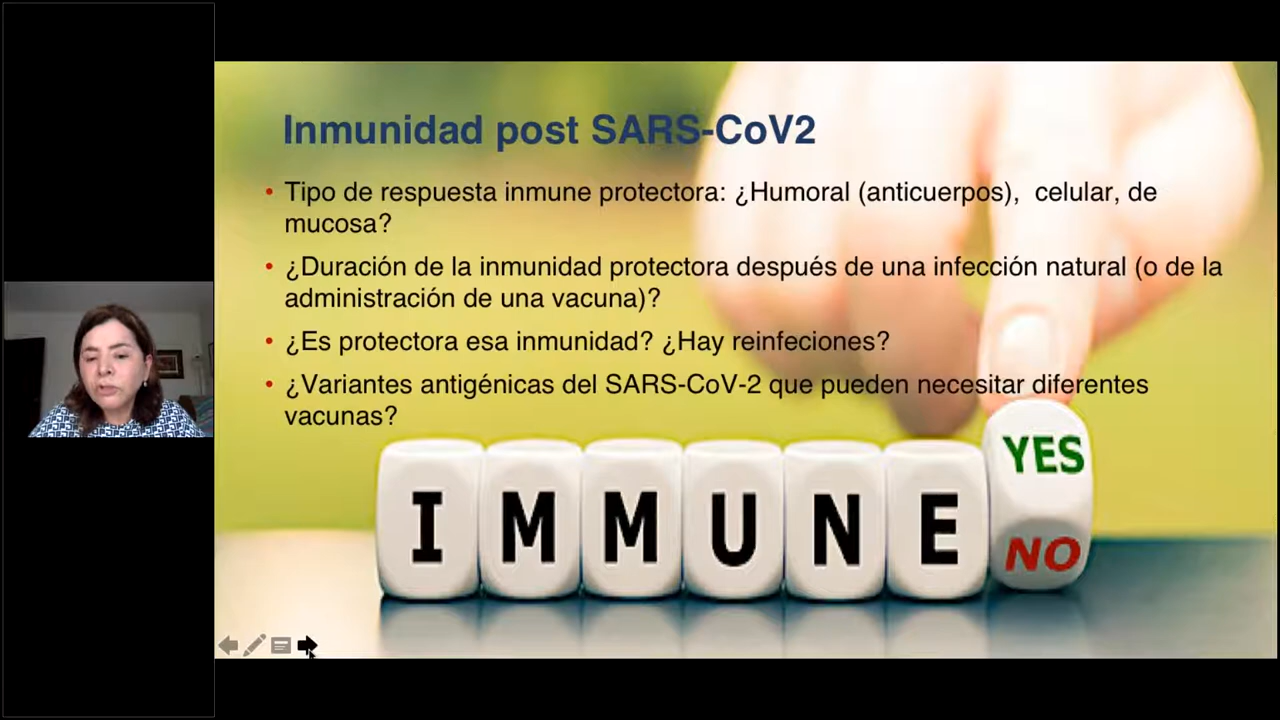 Inmunidad post SARS-CoV2
• Tipo de respuesta inmune protectora: ¿Humoral (anticuerpos),  celular, de
mucosa?
• ¿Duración de la inmunidad protectora después de una infección natural (o de la
administración de una vacuna)?
• ¿Es protectora esa inmunidad? ¿Hay reinfeciones?
• ¿Variantes antigénicas del SARS-CoV-2 que pueden necesitar diferentes
vacunas?
YES
IMMUNE
NO